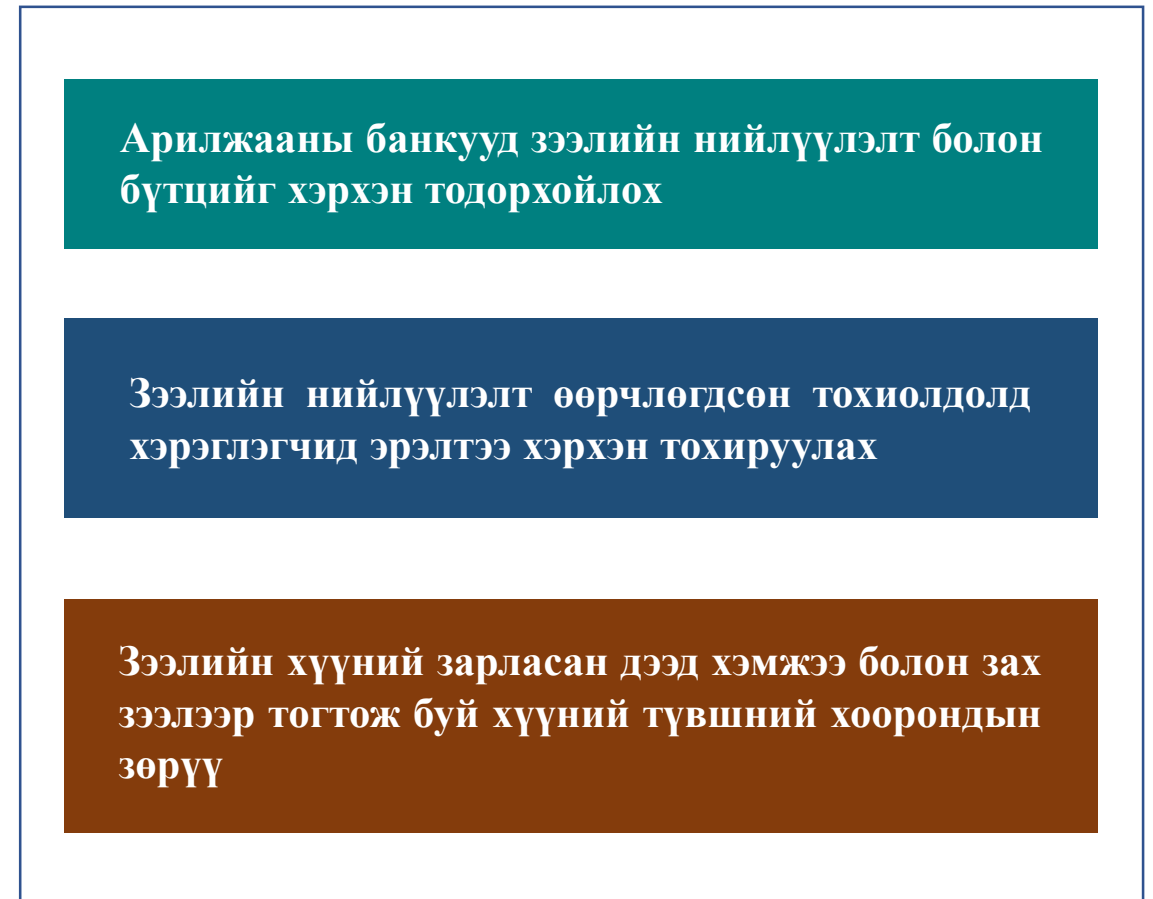 Арилжааны банкууд зээлийн нийлүүлэлт болон
бүтцийг хэрхэн тодорхойлох
Зээлийн нийлүүлэлт өөрчлөгдсөн тохиолдолд
хэрэглэгчид эрэлтээ хэрхэн тохируулах
Зээлийн хүүний зарласан дээд хэмжээ болон зах
зээлээр тогтож буй хүүний түвшний хоорондын
зөрүү